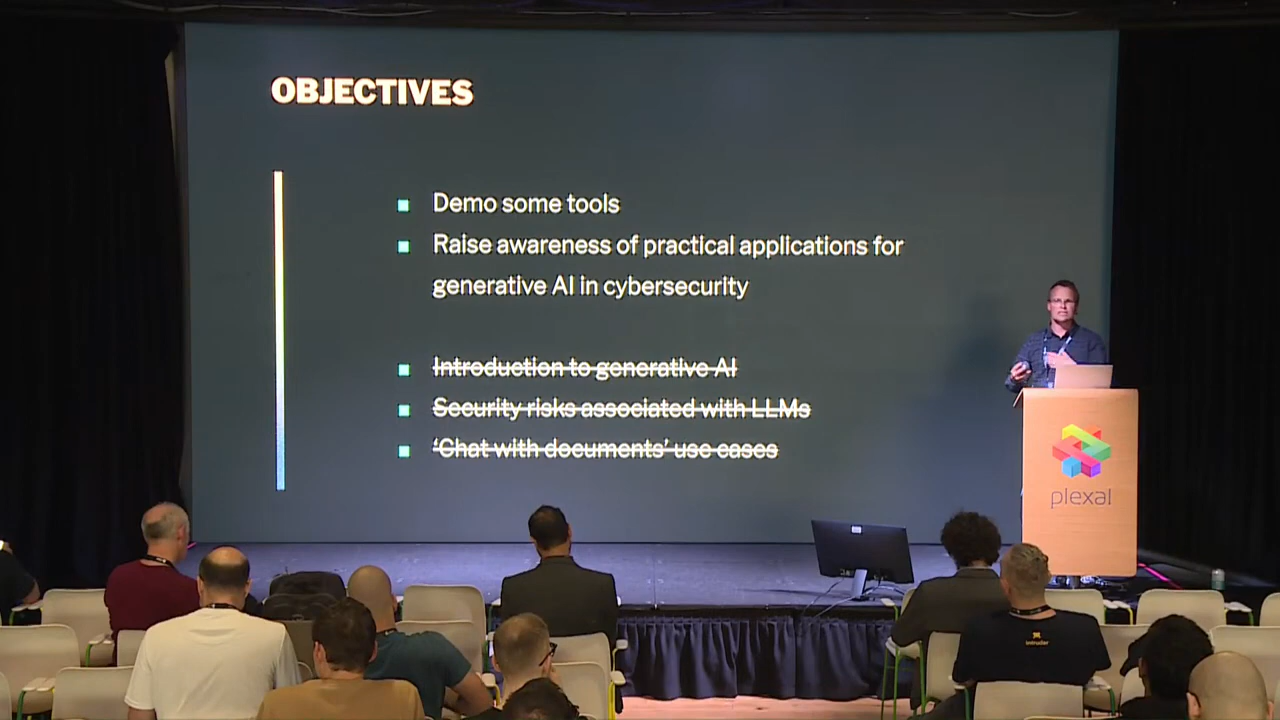 OBJECTIVES
Demo some tools
Raise awareness of practical applications for
generative AI in cybersecurity
Introduction to generative AI
Security risks associated with LLMs
‘Chat with documents’ use cases
plexal
intruder